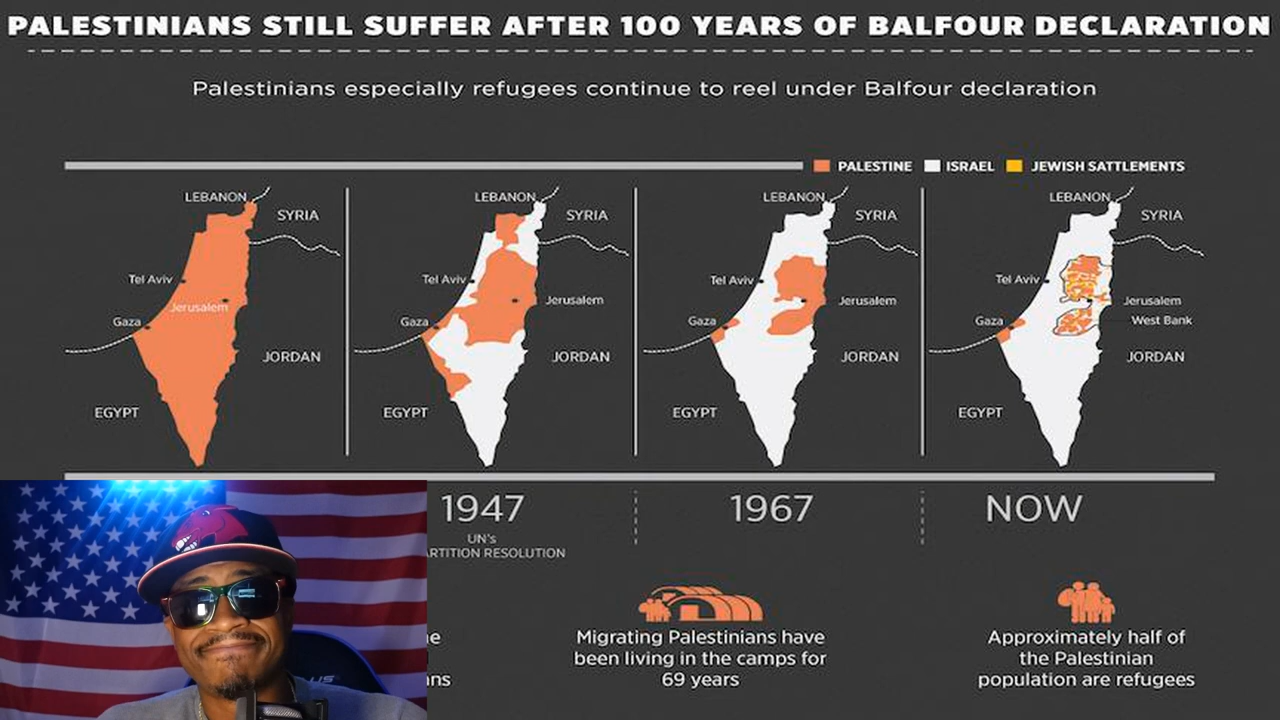 PALESTINIANS STILL SUFFER AFTER 100 YEARS OF BALFOUR DECLARATION
Palestinians especially refugees continue to reel under Balfour declaration
PALESTINE ISRAEL JEWISH SATTLEMENTS
LEBANON
SYRIA
Tel Aviv
Jerusalem
Gaza
JORDAN
EGYPT
LEBANON
SYRIA
Tel Aviv
Jerusalem
Gaza
JORDAN
EGYPT
LEBANON
SYRIA
Tel Aviv
Jerusalem
Gaza
JORDAN
EGYPT
LEBANON
SYRIA
Tel Aviv
Jerusalem
Gaza
West Bank
JORDAN
EGYPT
1947
UN's
ARTITION RESOLUTION
1967
NOW
Migrating Palestinians have
been living in the camps for
69 years
Approximately half of
the Palestinian
population are refugees